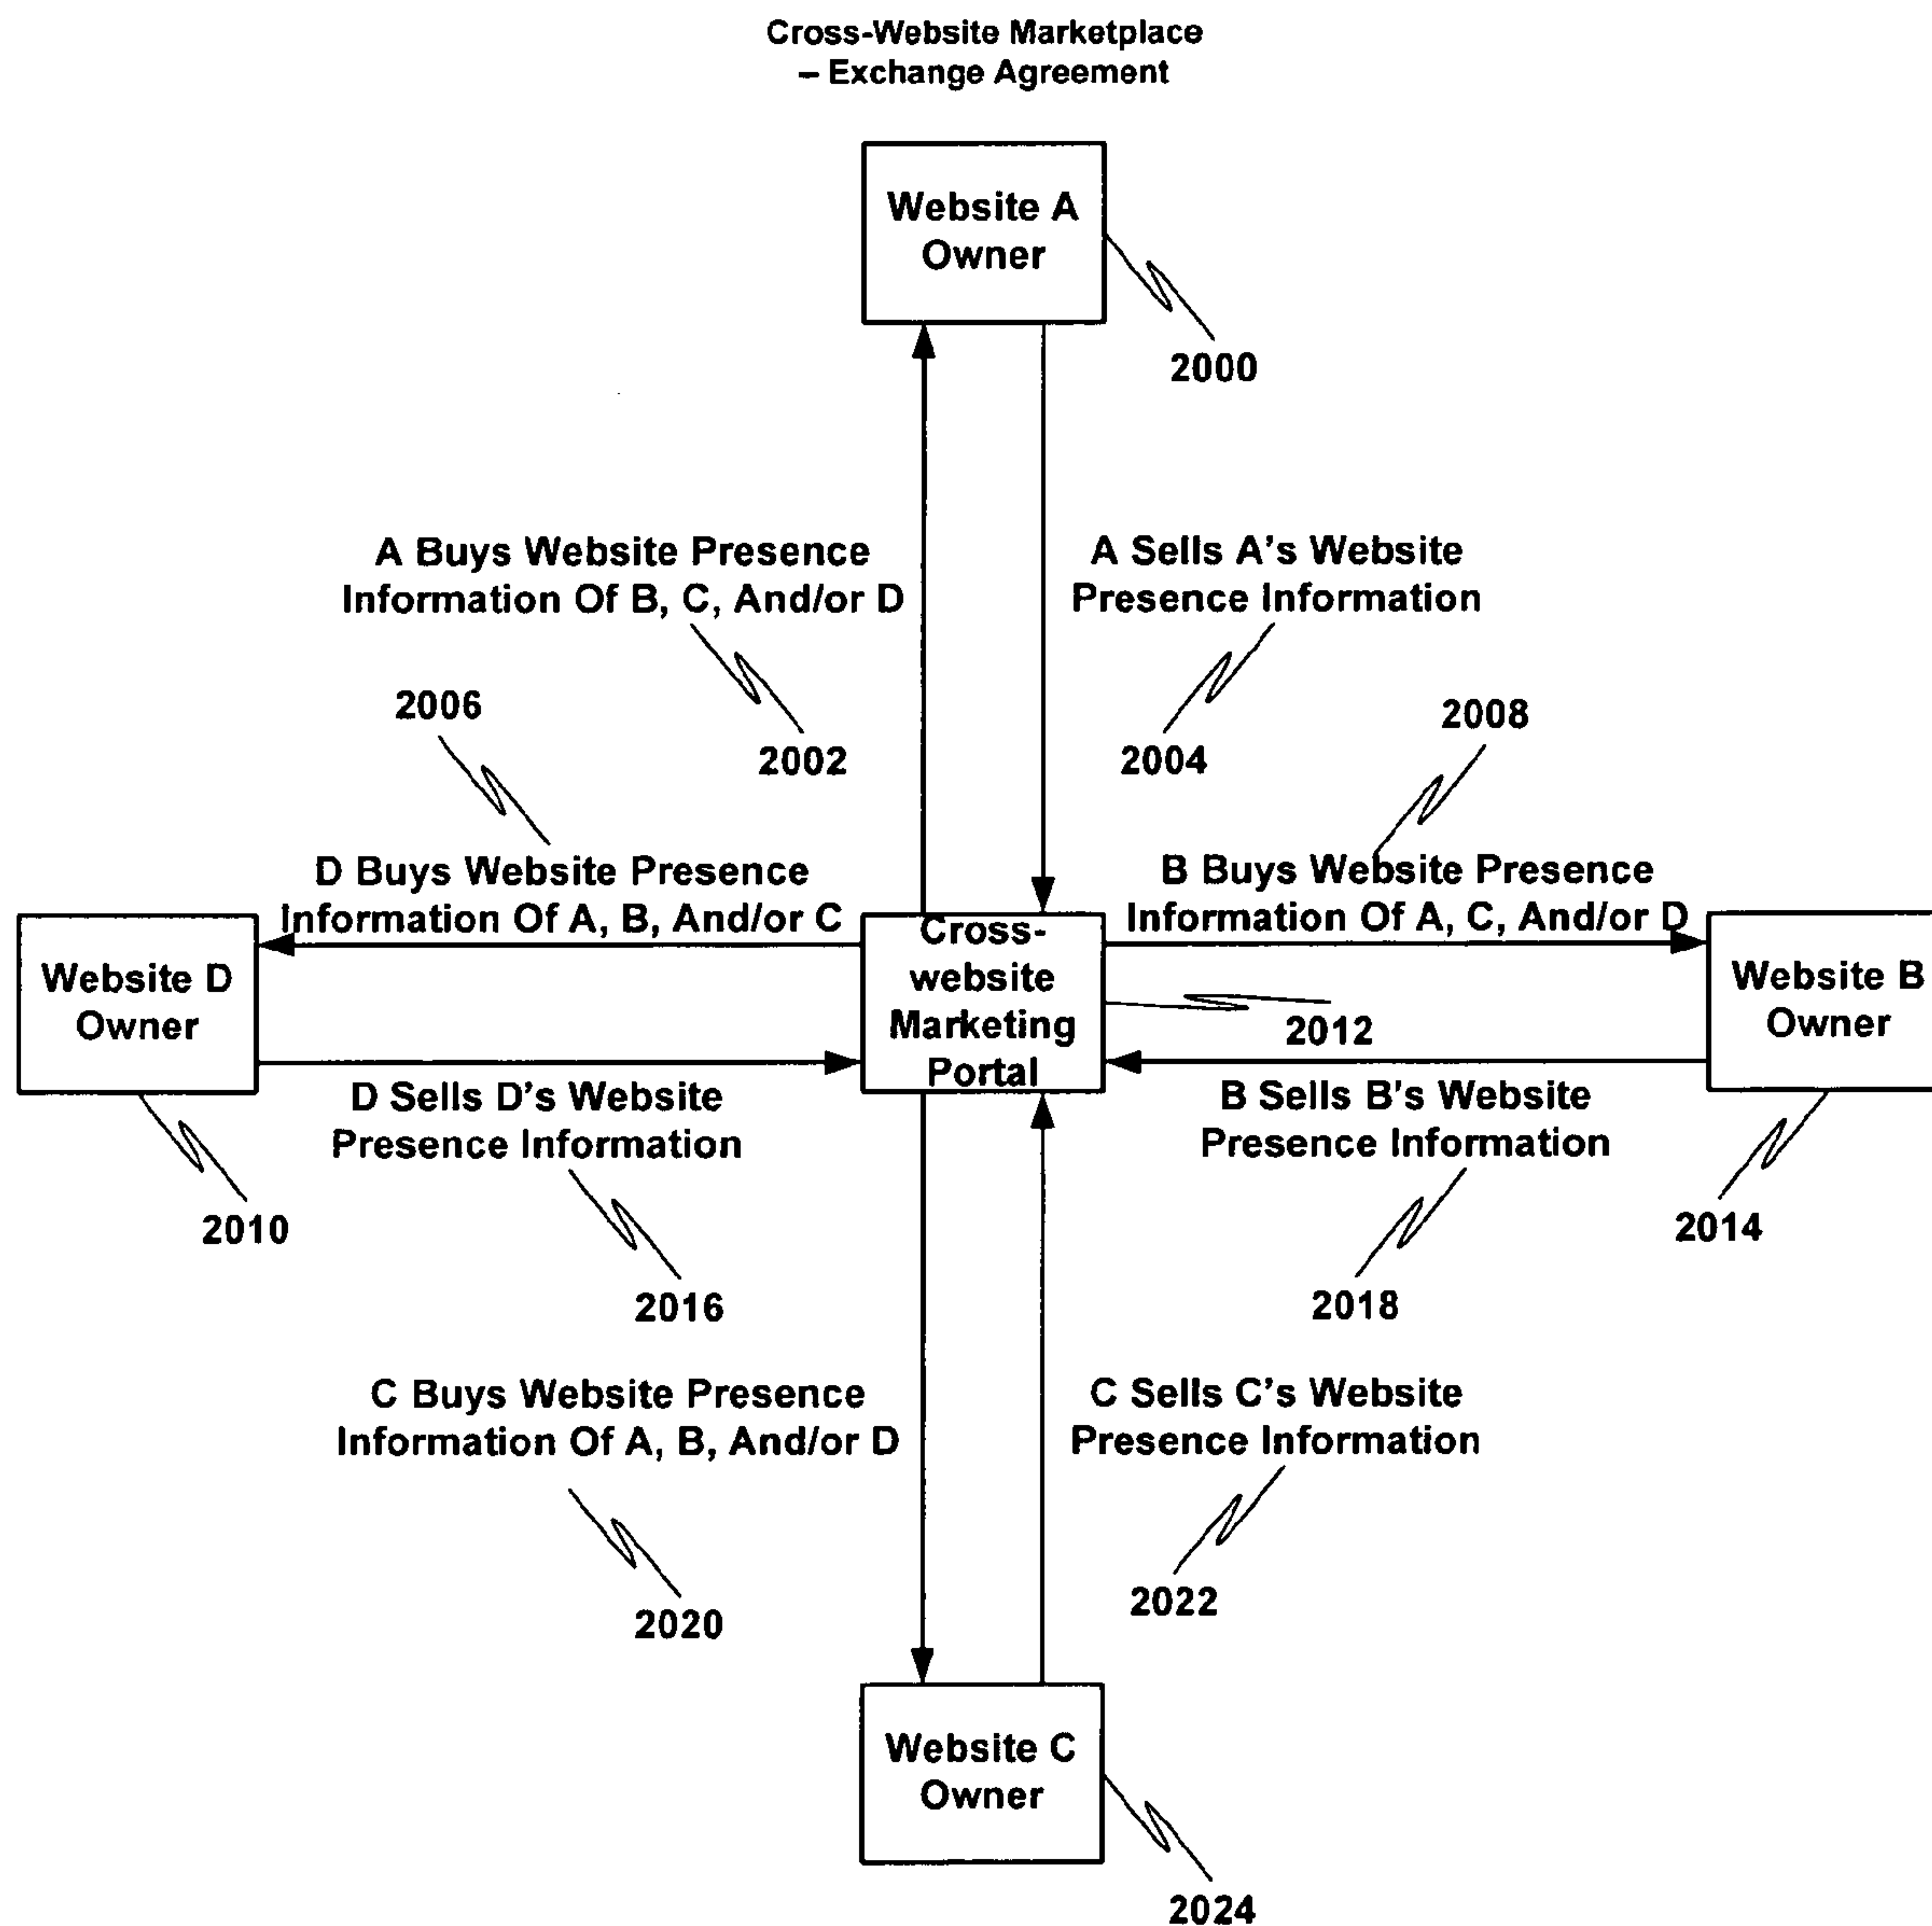 Cross-Website Marketplace
– Exchange Agreement
Website A
Owner
2000
A Buys Website Presence
Information Of B, C, And/or D
2002
A Sells A's Website
Presence Information
2004
2006
D Buys Website Presence
Information Of A, B, And/or C
2008
B Buys Website Presence
Information Of A, C, And/or D
Website D
Owner
2010
Cross-
website
Marketing
Portal
2012
Website B
Owner
2014
D Sells D's Website
Presence Information
2016
B Sells B's Website
Presence Information
2018
C Buys Website Presence
Information Of A, B, And/or D
2020
C Sells C's Website
Presence Information
2022
Website C
Owner
2024